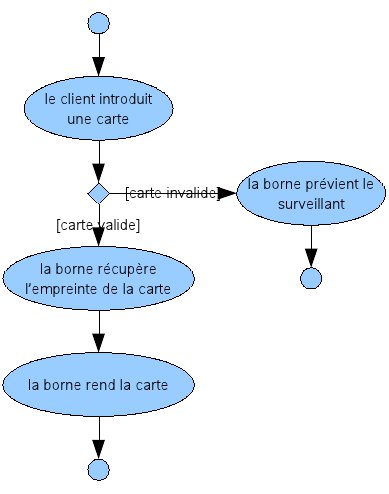 le client introduit
une carte
[carte invalide]
la borne prévient le
surveillant
[carte valide]
la borne récupère
l'empreinte de la carte
la borne rend la carte